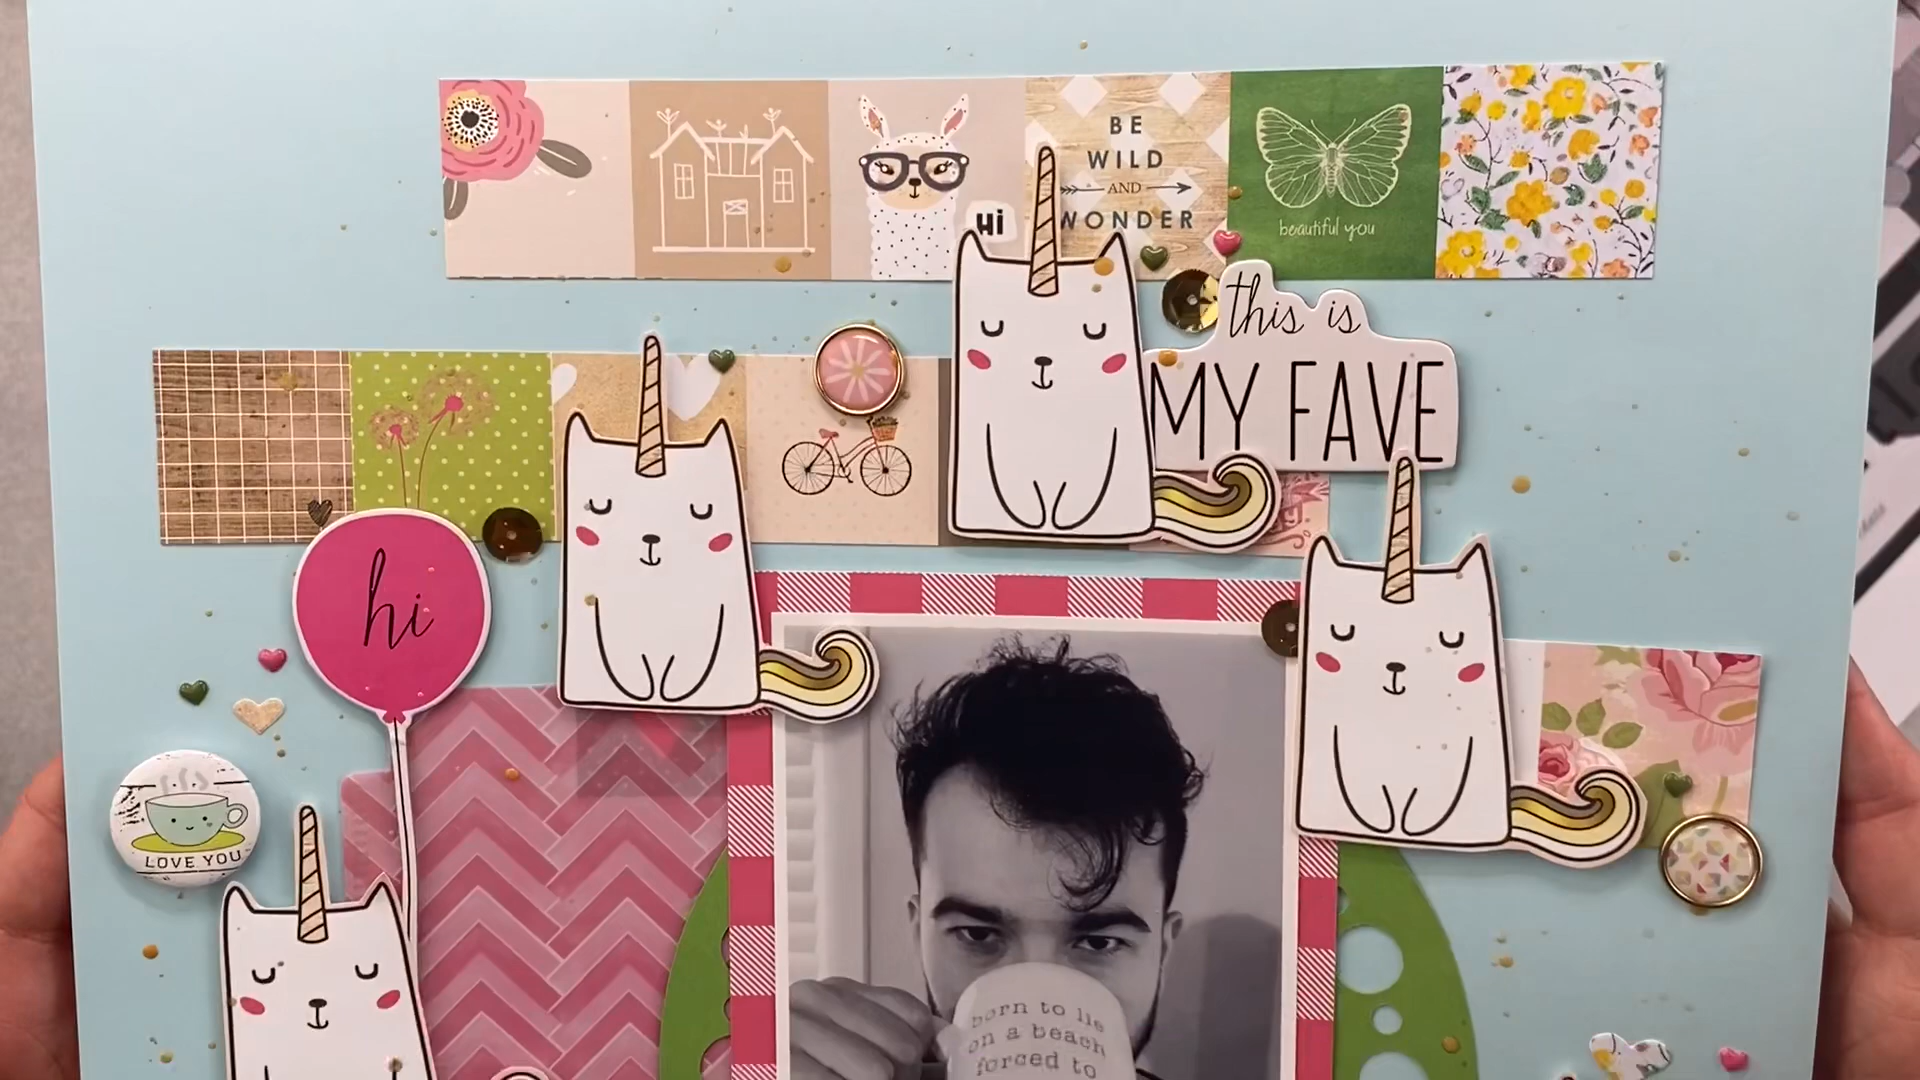 BE
WILD
AND
WONDER
Hi
beautiful you
this is
MY FAVE
hi
LOVE YOU
born to lie
on a beach
forced to